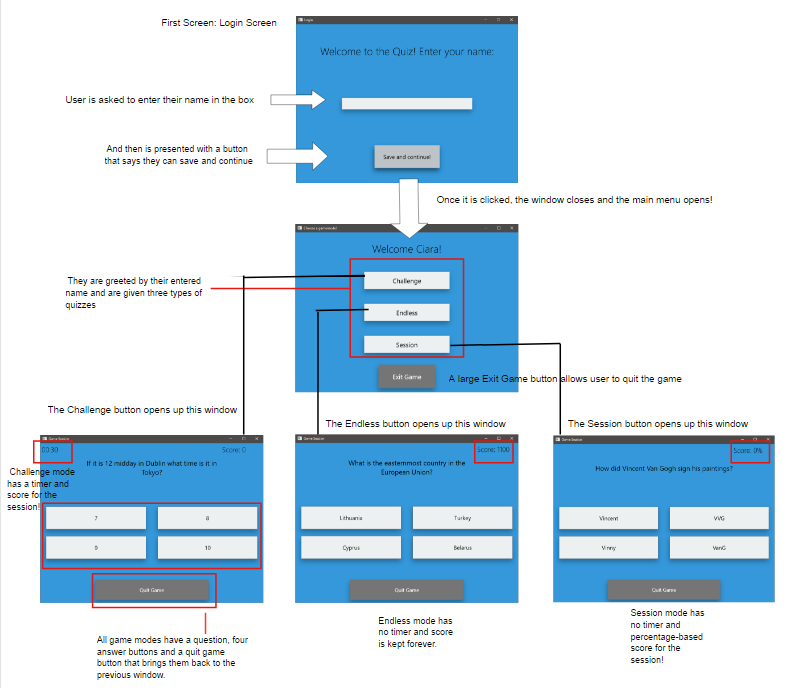 First Screen: Login Screen
Login
Welcome to the Quiz! Enter your name:
User is asked to enter their name in the box
And then is presented with a button
that says they can save and continue
Save and continue!
Once it is clicked, the window closes and the main menu opens!
Welcome Ciara!
They are greeted by their entered
name and are given three types of
quizzes
Challenge
Endless
Session
Exit Game
A large Exit Game button allows user to quit the game
The Challenge button opens up this window
The Endless button opens up this window
The Session button opens up this window
Game Session
00:30
Score: 0
If it is 12 midday in Dublin what time is it in
Tokyo?
Challenge mode
has a timer and
score for the
session!
7
8
9
10
Quit Game
Game Session
Score: 1100
What is the easternmost country in the
European Union?
Lithuania
Turkey
Cyprus
Belarus
Quit Game
Game Session
Score: 0%
How did Vincent Van Gogh sign his paintings?
Vincent
VVG
Vinny
VanG
Quit Game
All game modes have a question, four
answer buttons and a quit game
button that brings them back to the
previous window.
Endless mode has
no timer and score
is kept forever.
Session mode has
no timer and
percentage-based
score for the
session!